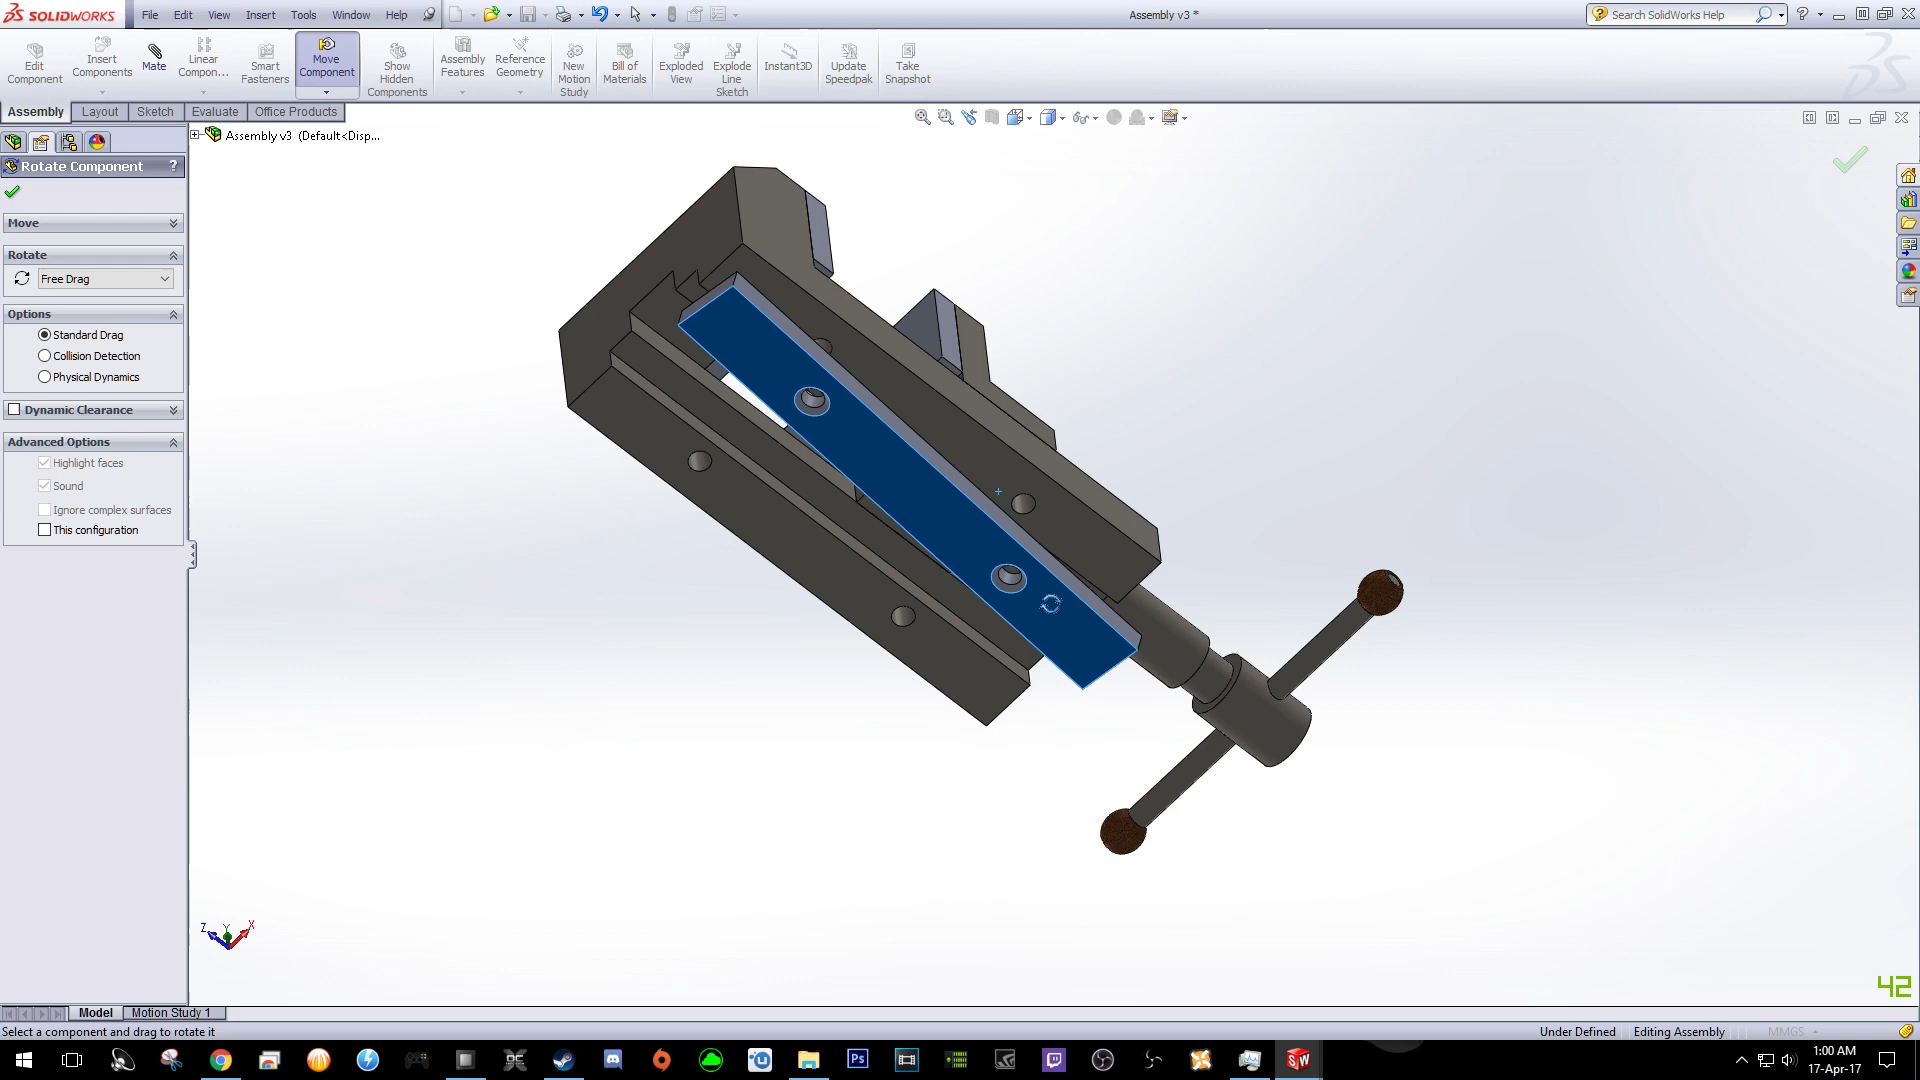 SOLIDWORKS File Edit View Insert Tools Window Help Assembly v3 * Search SolidWorks Help
Edit Component
Insert Components
Mate
Linear Compon...
Smart Fasteners
Move Component
Show Hidden Components
Assembly Features
Reference Geometry
New Motion Study
Bill of Materials
Exploded View
Explode Line Sketch
Instant3D
Update Speedpak
Take Snapshot
Assembly Layout Sketch Evaluate Office Products
Assembly v3 (Default<Disp...
Rotate Component ?
Move
Rotate
Free Drag
Options
Standard Drag
Collision Detection
Physical Dynamics
Dynamic Clearance
Advanced Options
Highlight faces
Sound
Ignore complex surfaces
This configuration
Z Y X
42
Model Motion Study 1
Select a component and drag to rotate it Under Defined Editing Assembly MMGS
Ps
SW
1:00 AM
17-Apr-17